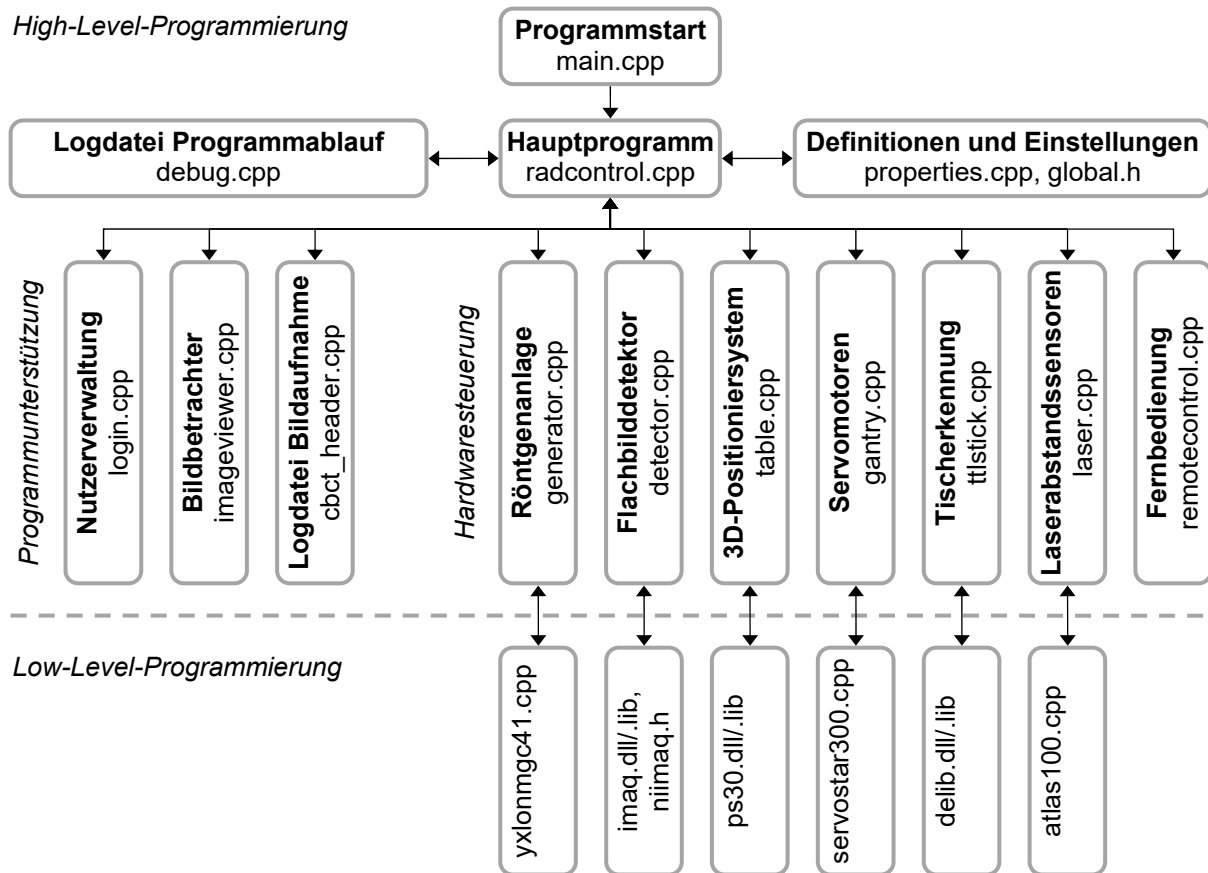 High-Level-Programmierung
Programmstart
main.cpp
Logdatei Programmablauf
debug.cpp
Hauptprogramm
radcontrol.cpp
Definitionen und Einstellungen
properties.cpp, global.h
Programmunterstützung
Nutzerverwaltung
login.cpp
Bildbetrachter
imageviewer.cpp
Logdatei Bildaufnahme
cbct_header.cpp
Hardwaresteuerung
Röntgenanlage
generator.cpp
Flachbilddetektor
detector.cpp
3D-Positioniersystem
table.cpp
Servomotoren
gantry.cpp
Tischerkennung
ttlstick.cpp
Laserabstandssensoren
laser.cpp
Fernbedienung
remotecontrol.cpp
Low-Level-Programmierung
yxlonmgc41.cpp
imaq.dll/.lib,
niimaq.h
ps30.dll/.lib
servostar300.cpp
delib.dll/.lib
atlas100.cpp